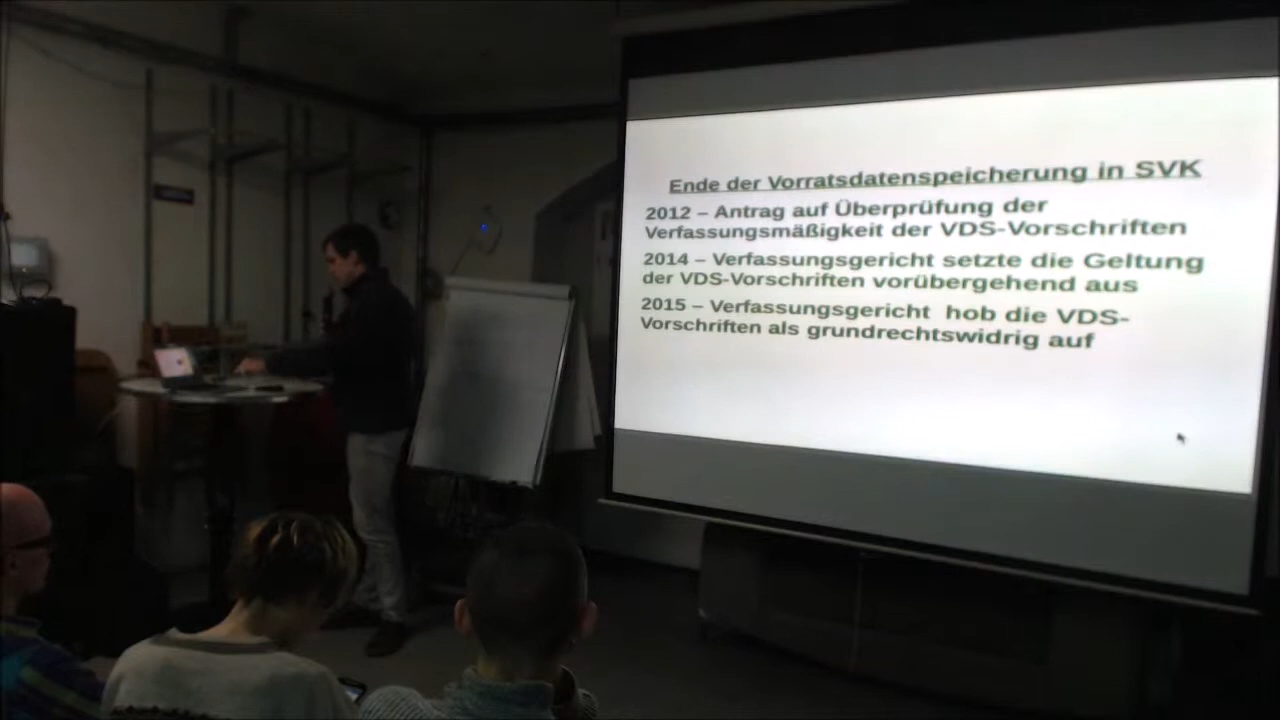 Ende der Vorratsdatenspeicherung in SVK
2012 – Antrag auf Überprüfung der
Verfassungsmäßigkeit der VDS-Vorschriften
2014 – Verfassungsgericht setzte die Geltung
der VDS-Vorschriften vorübergehend aus
2015 – Verfassungsgericht  hob die VDS-
Vorschriften als grundrechtswidrig auf